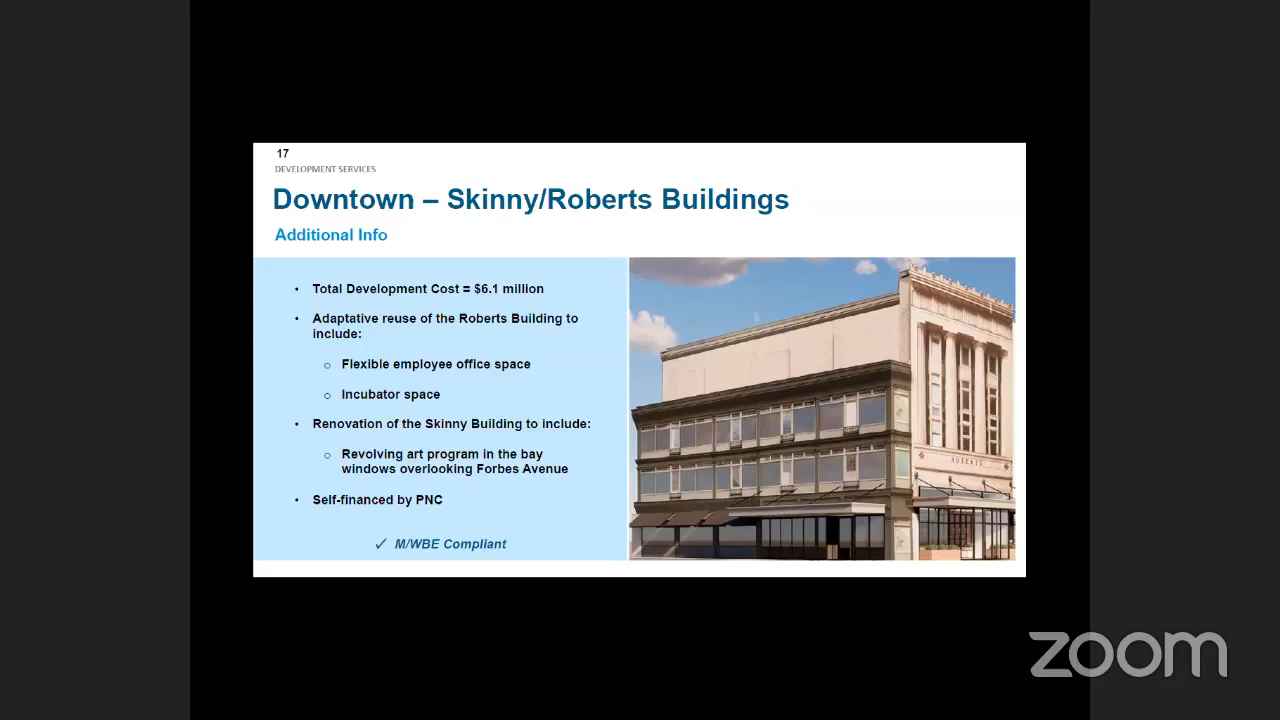 17
DEVELOPMENT SERVICES
Downtown – Skinny/Roberts Buildings
Additional Info
• Total Development Cost = $6.1 million
• Adaptative reuse of the Roberts Building to
include:
o Flexible employee office space
o Incubator space
• Renovation of the Skinny Building to include:
o Revolving art program in the bay
windows overlooking Forbes Avenue
• Self-financed by PNC
✓ M/WBE Compliant
ROBERTS
zoom